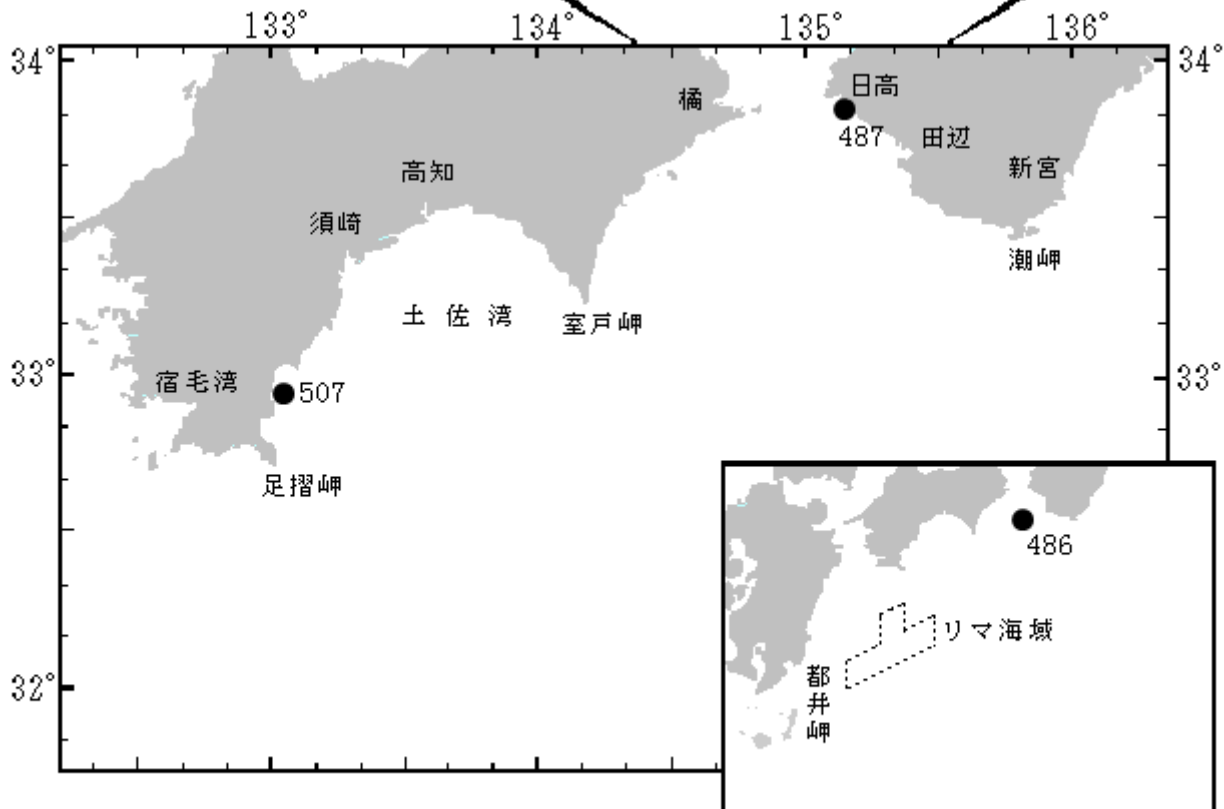 133°
134°
135°
136°
34°
34°
橘
日高
487
田辺
高知
新宮
須崎
潮岬
土佐湾
室戸岬
33°
33°
宿毛湾
507
足摺岬
486
リマ海域
32°
都井岬